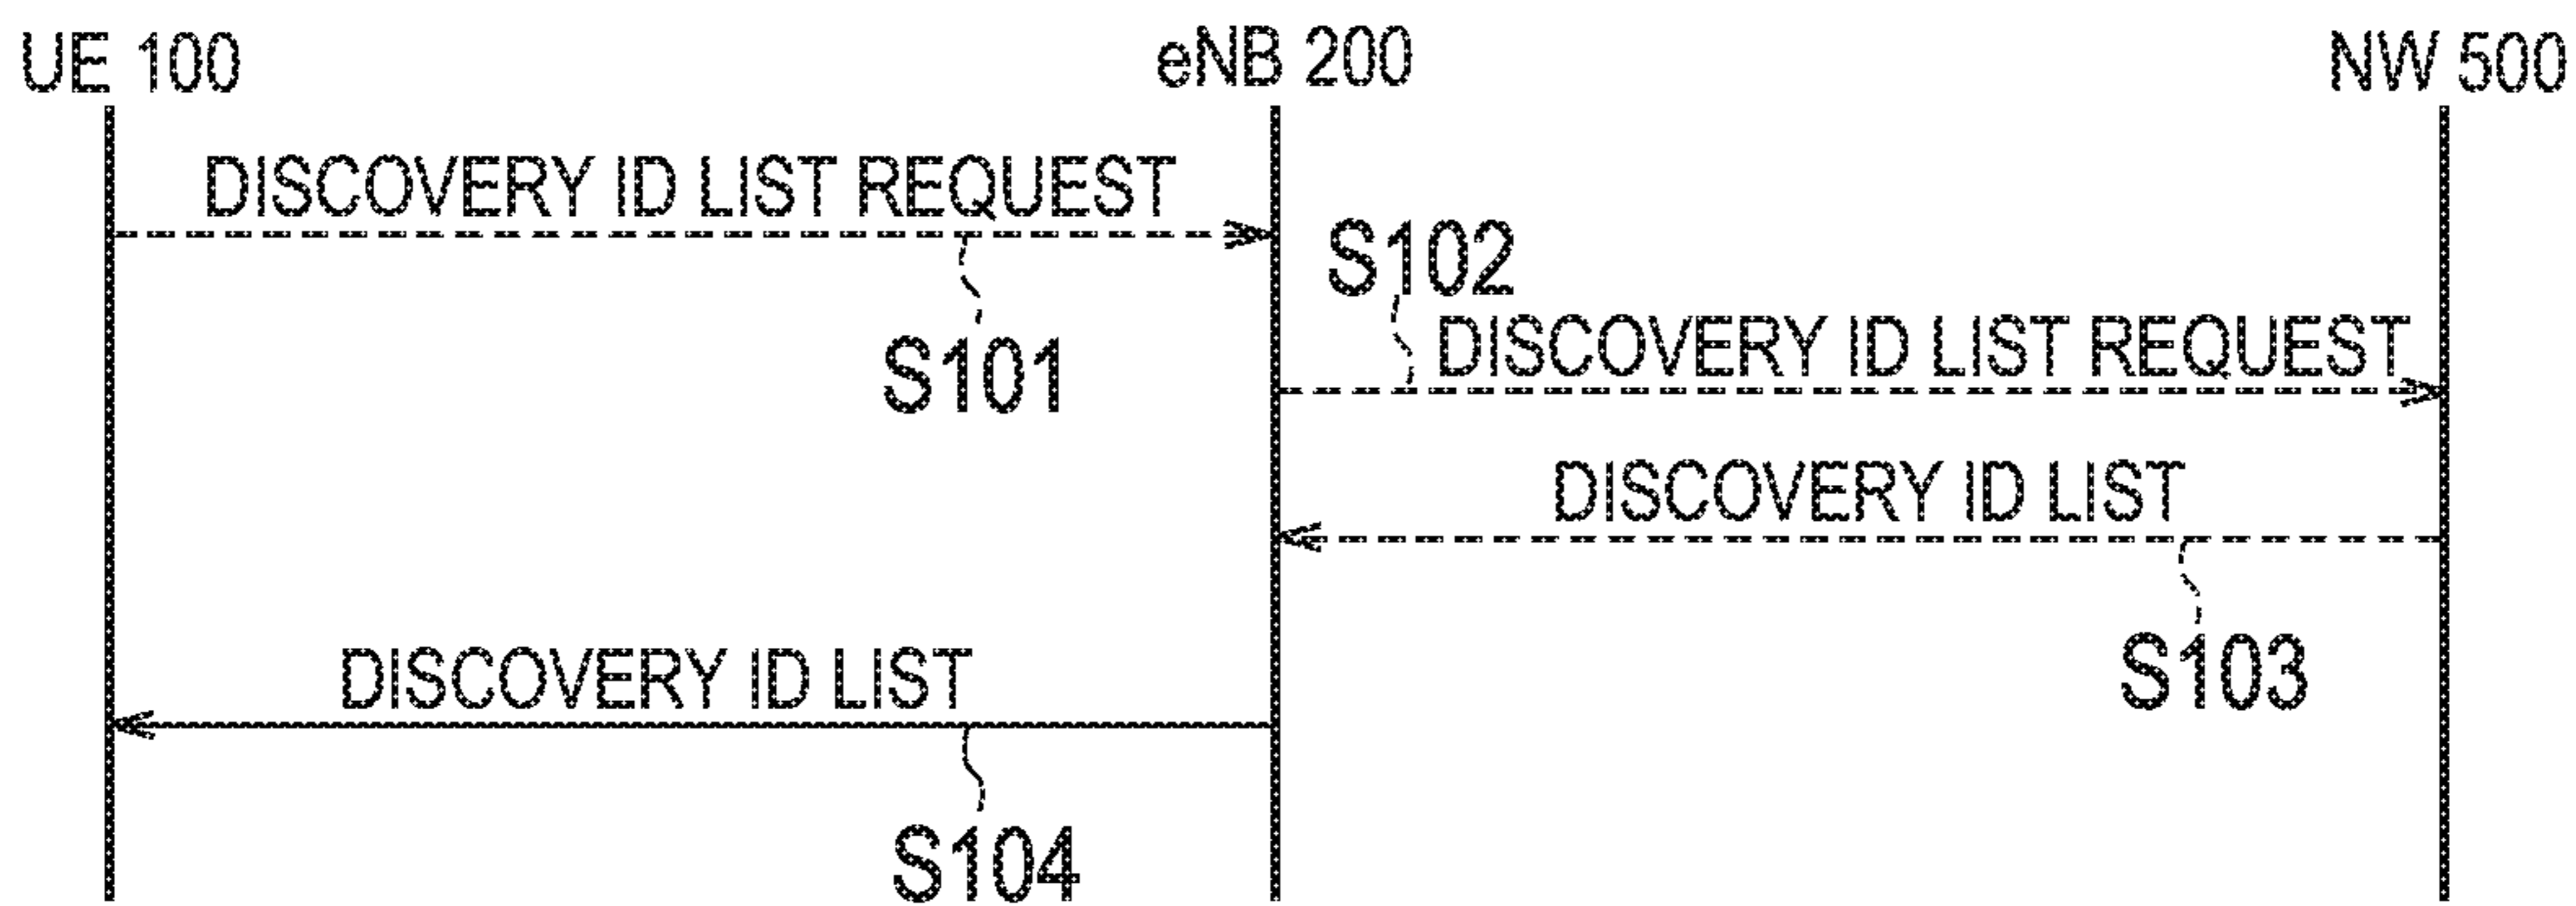 UE 100 eNB 200 NW 500
DISCOVERY ID LIST REQUEST
S101
S102
DISCOVERY ID LIST REQUEST
DISCOVERY ID LIST
S103
DISCOVERY ID LIST
S104